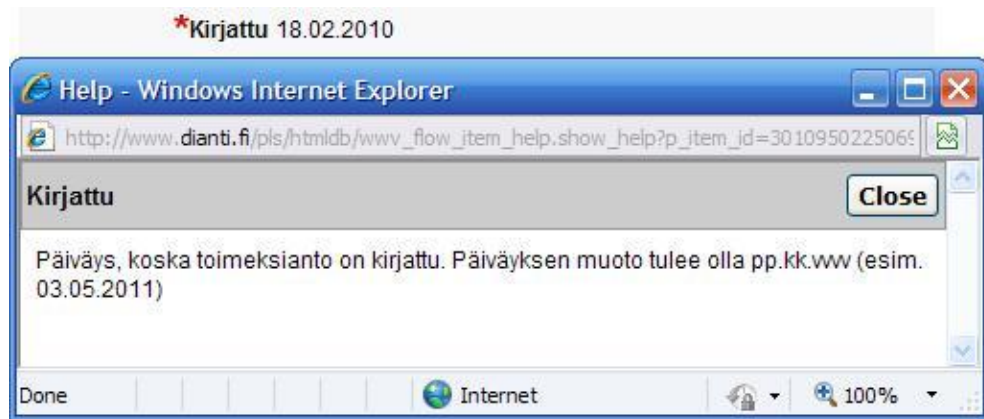 *Kirjattu 18.02.2010
Help - Windows Internet Explorer
http://www.dianti.fi/pls/htmldb/wwv_flow_item_help.show_help?p_item_id=301095022506
Kirjattu
Close
Päiväys, koska toimeksianto on kirjattu. Päiväyksen muoto tulee olla pp.kk.vvvv (esim.
03.05.2011)
Done
Internet
100%